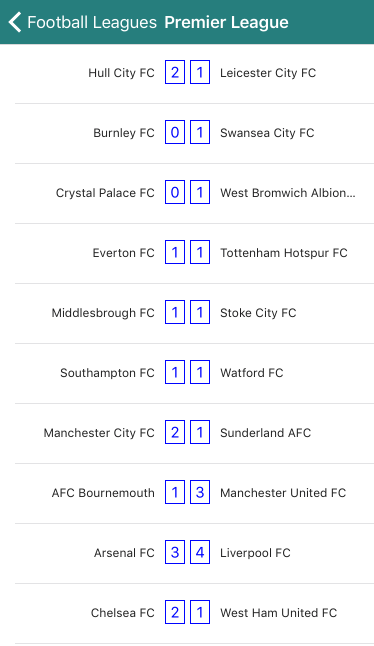 Football Leagues Premier League
Hull City FC 2 1 Leicester City FC
Burnley FC 0 1 Swansea City FC
Crystal Palace FC 0 1 West Bromwich Albion...
Everton FC 1 1 Tottenham Hotspur FC
Middlesbrough FC 1 1 Stoke City FC
Southampton FC 1 1 Watford FC
Manchester City FC 2 1 Sunderland AFC
AFC Bournemouth 1 3 Manchester United FC
Arsenal FC 3 4 Liverpool FC
Chelsea FC 2 1 West Ham United FC